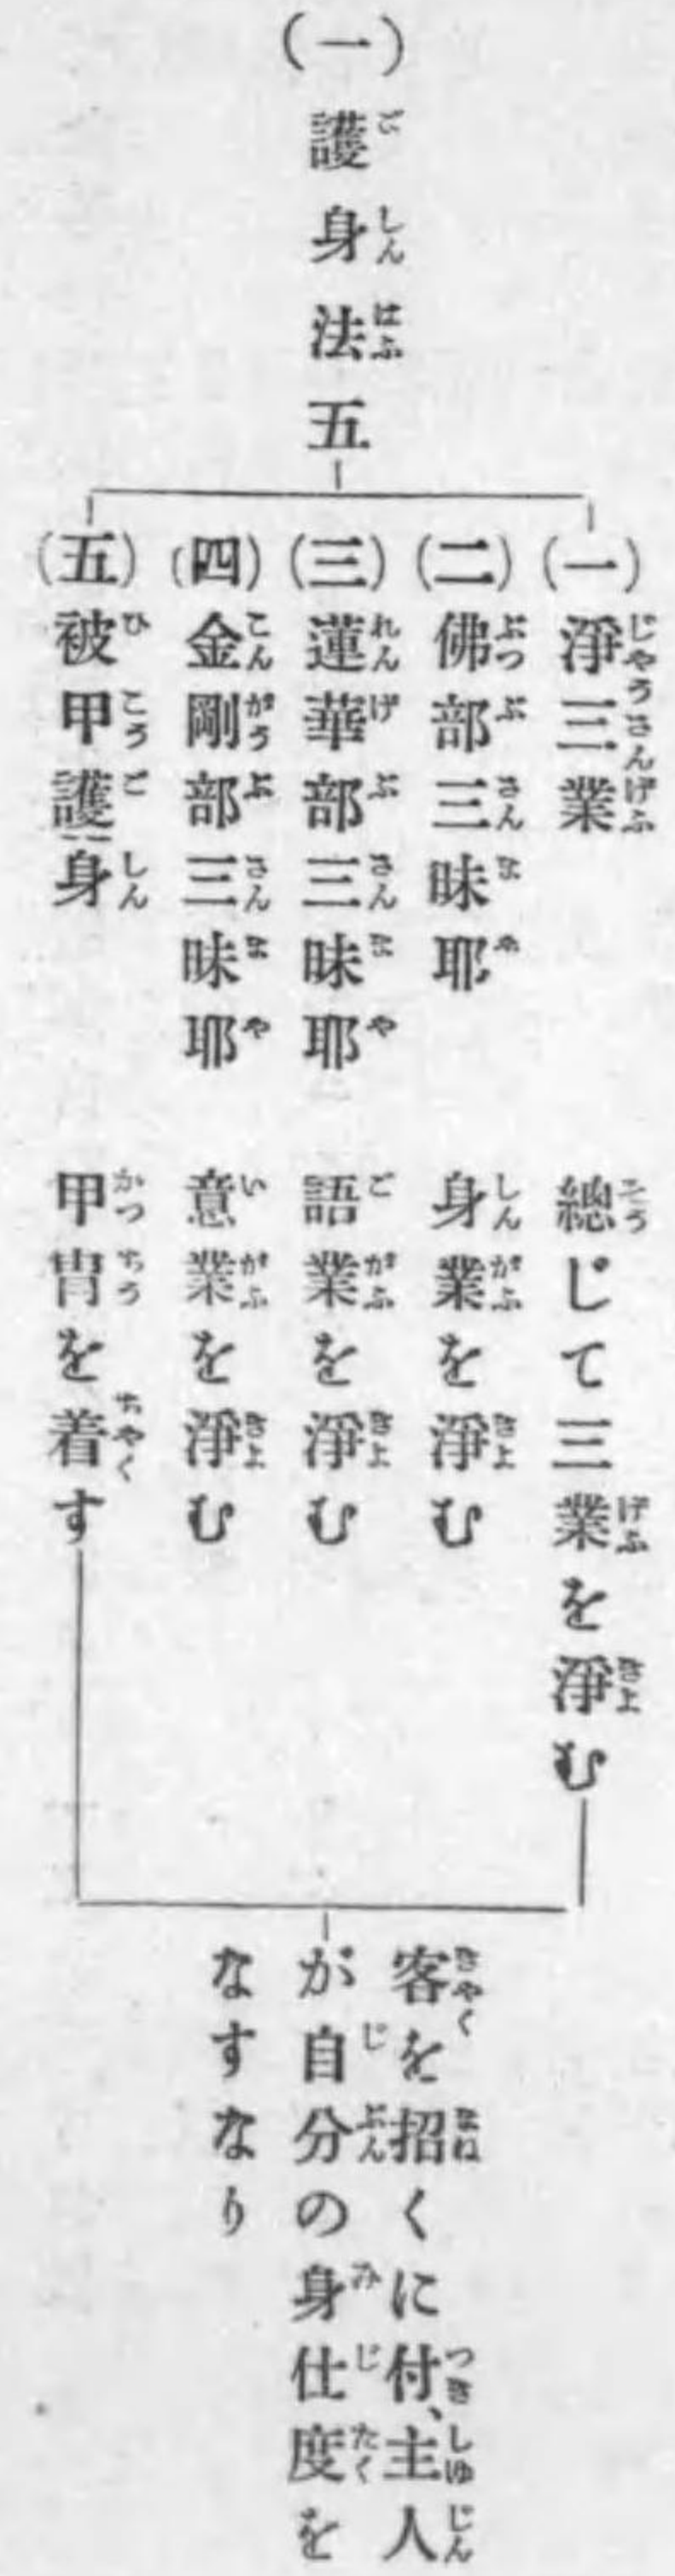 （一）護身法五
（一）淨三業　總じて三業を淨む
（二）佛部三昧耶　身業を淨む
（三）蓮華部三昧耶　語業を淨む
（四）金剛部三昧耶　意業を淨む
（五）被甲護身　甲冑を着す
客を招くに付、主人
が自分の身仕度を
なすなり